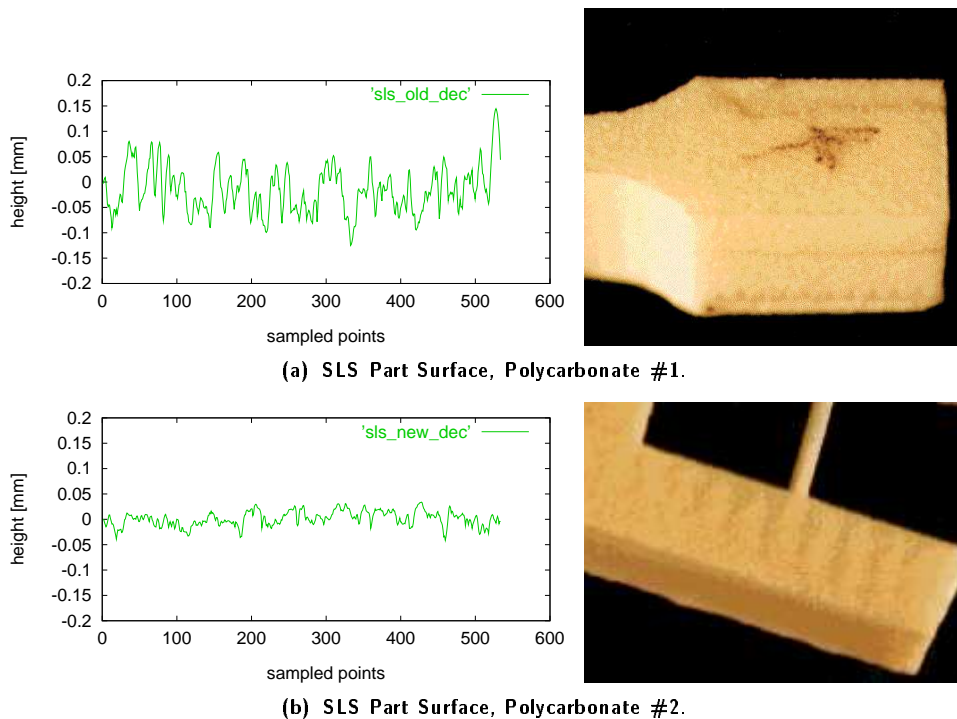 0.2
0.15
0.1
0.05
0
-0.05
-0.1
-0.15
-0.2
height [mm]
'sls_old_dec'
0 100 200 300 400 500 600
sampled points
(a) SLS Part Surface, Polycarbonate #1.
0.2
0.15
0.1
0.05
0
-0.05
-0.1
-0.15
-0.2
height [mm]
'sls_new_dec'
0 100 200 300 400 500 600
sampled points
(b) SLS Part Surface, Polycarbonate #2.